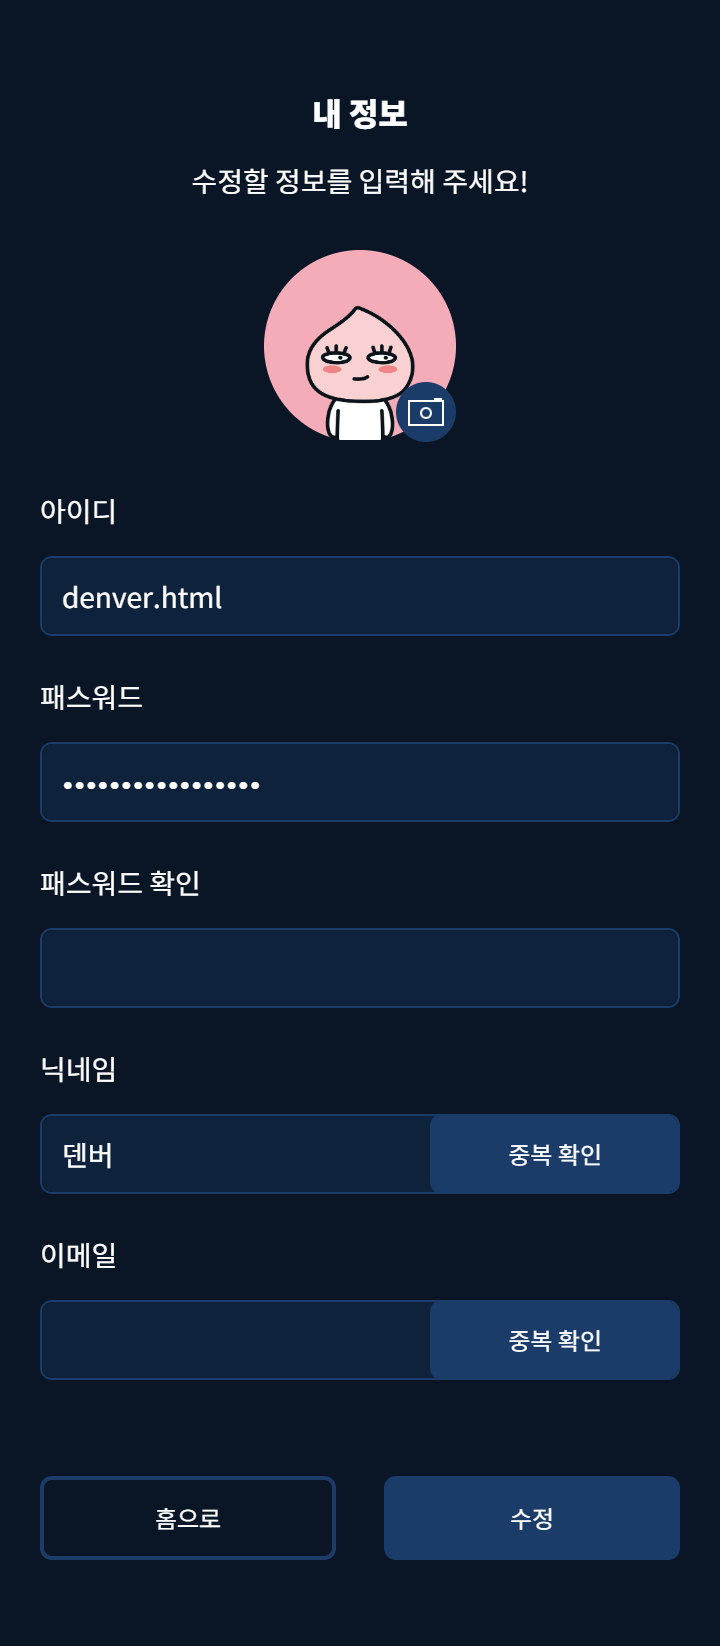 내 정보
수정할 정보를 입력해 주세요!
아이디
denver.html
패스워드
•••••••••••••••••
패스워드 확인
닉네임
덴버 중복 확인
이메일
중복 확인
홈으로 수정